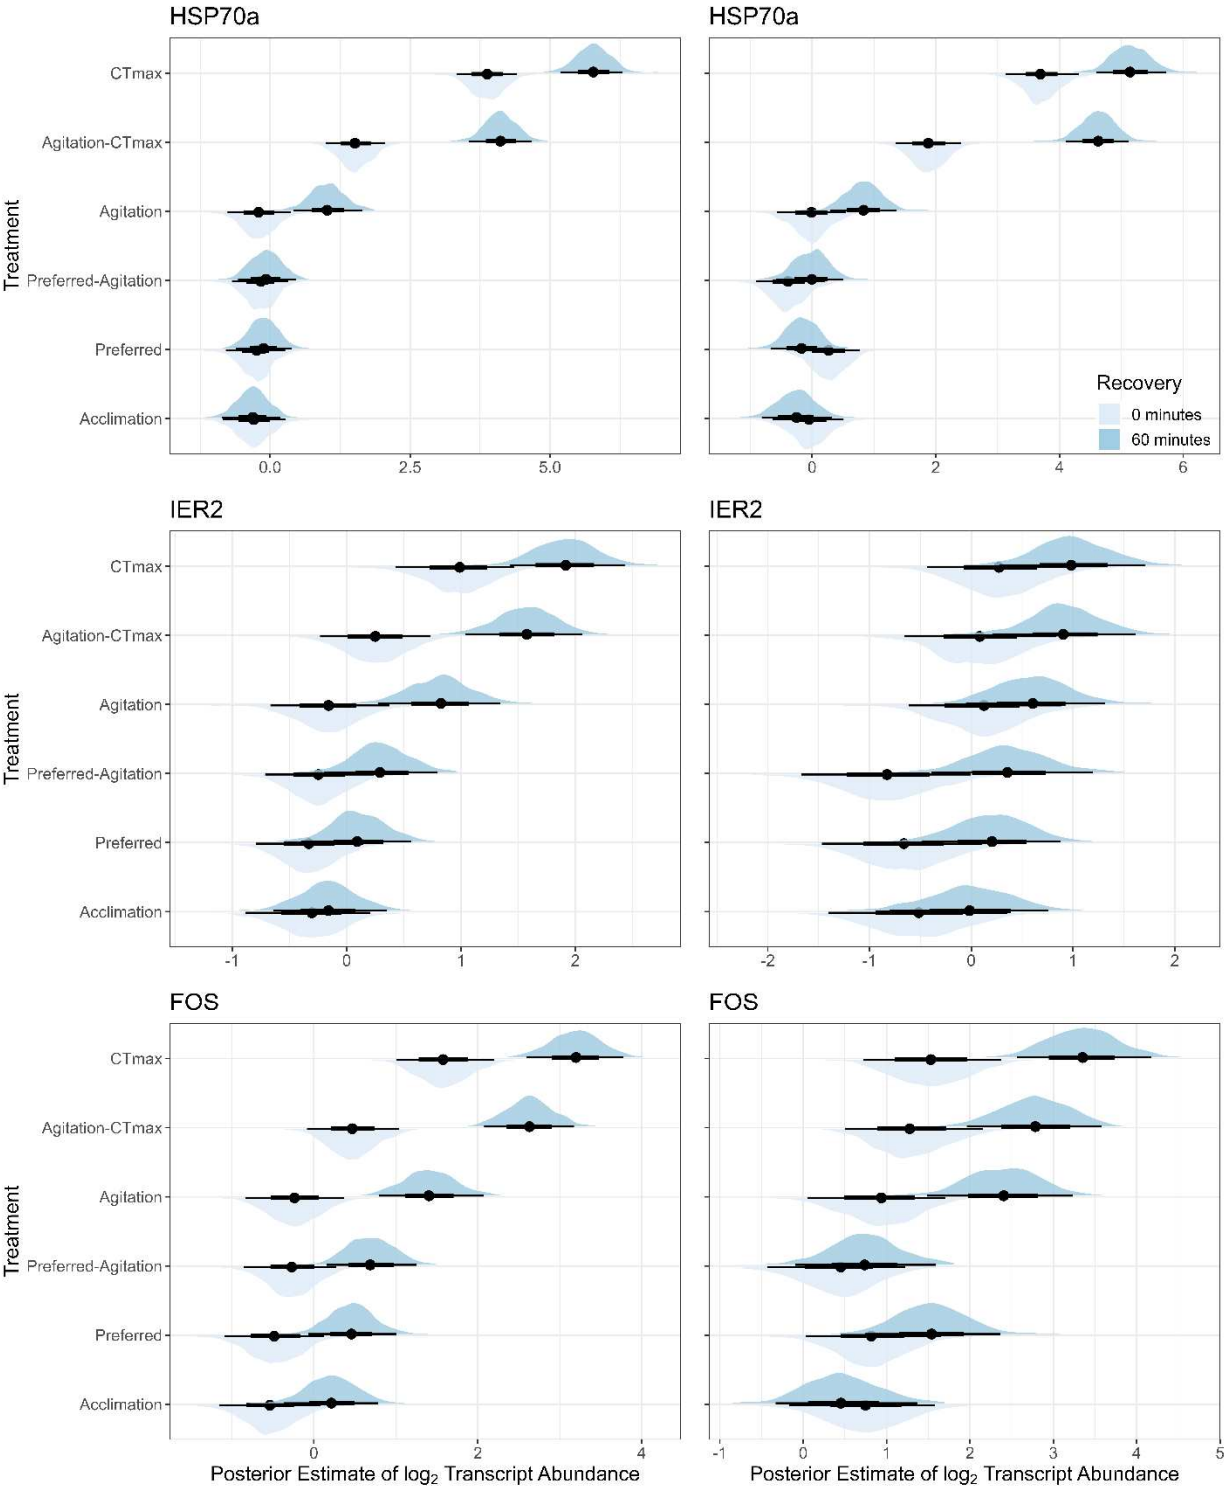 HSP70a
HSP70a
CTmax
Agitation-CTmax
Agitation
Preferred-Agitation
Preferred
Acclimation
Treatment
0.0 2.5 5.0
Recovery
0 minutes
60 minutes
0 2 4 6
IER2
IER2
CTmax
Agitation-CTmax
Agitation
Preferred-Agitation
Preferred
Acclimation
Treatment
-1 0 1 2
-2 -1 0 1 2
FOS
FOS
CTmax
Agitation-CTmax
Agitation
Preferred-Agitation
Preferred
Acclimation
Treatment
0 2 4
-1 0 1 2 3 4 5
Posterior Estimate of log₂ Transcript Abundance
Posterior Estimate of log₂ Transcript Abundance